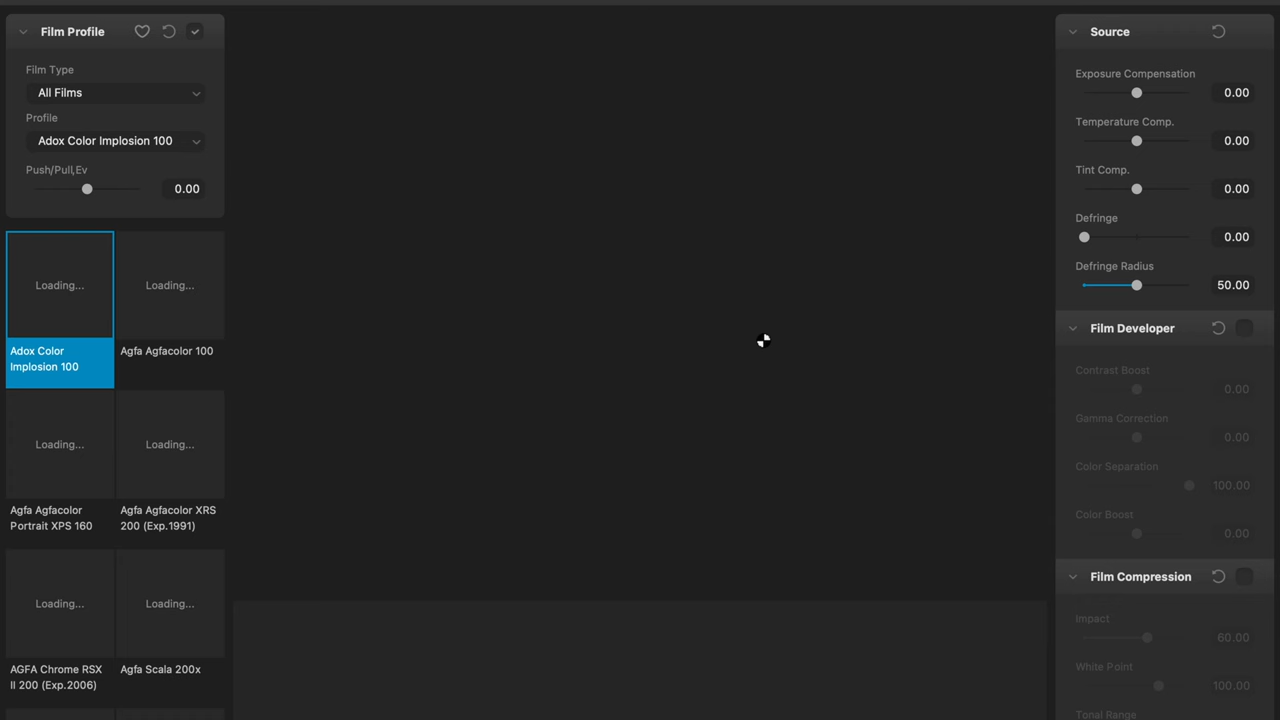 Film Profile
Film Type
All Films
Profile
Adox Color Implosion 100
Push/Pull,Ev
0.00
Loading...
Loading...
Adox Color
Implosion 100
Agfa Agfacolor 100
Loading...
Loading...
Agfa Agfacolor
Portrait XPS 160
Agfa Agfacolor XRS
200 (Exp.1991)
Loading...
Loading...
AGFA Chrome RSX
II 200 (Exp.2006)
Agfa Scala 200x
Source
Exposure Compensation
0.00
Temperature Comp.
0.00
Tint Comp.
0.00
Defringe
0.00
Defringe Radius
50.00
Film Developer
Contrast Boost
0.00
Gamma Correction
0.00
Color Separation
100.00
Color Boost
0.00
Film Compression
Impact
60.00
White Point
100.00
Tonal Range